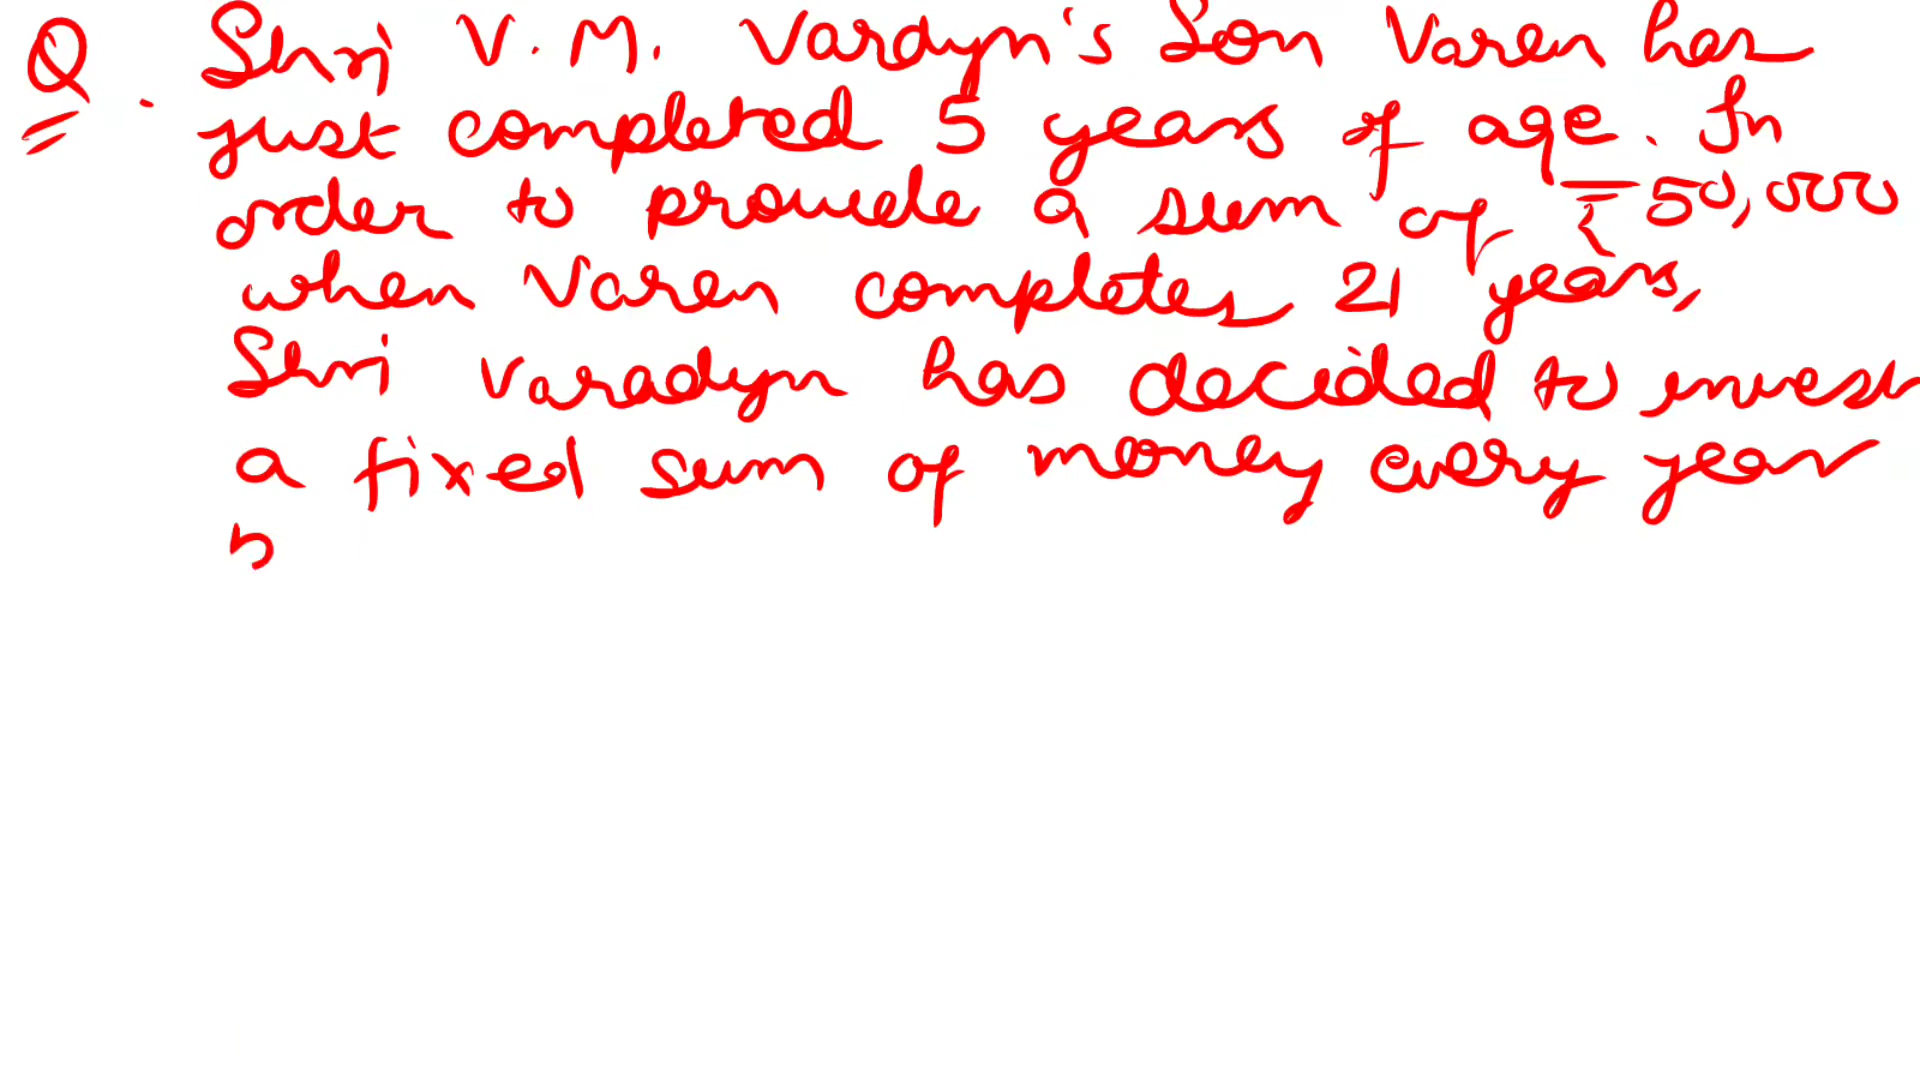 Q. Shri V. M. Vardyn's Son Varen has
just completed 5 years of age. In
order to provide a sum of ₹ 50,000
when Varen completes 21 years,
Shri Varadyn has decided to invest
a fixed sum of money every year